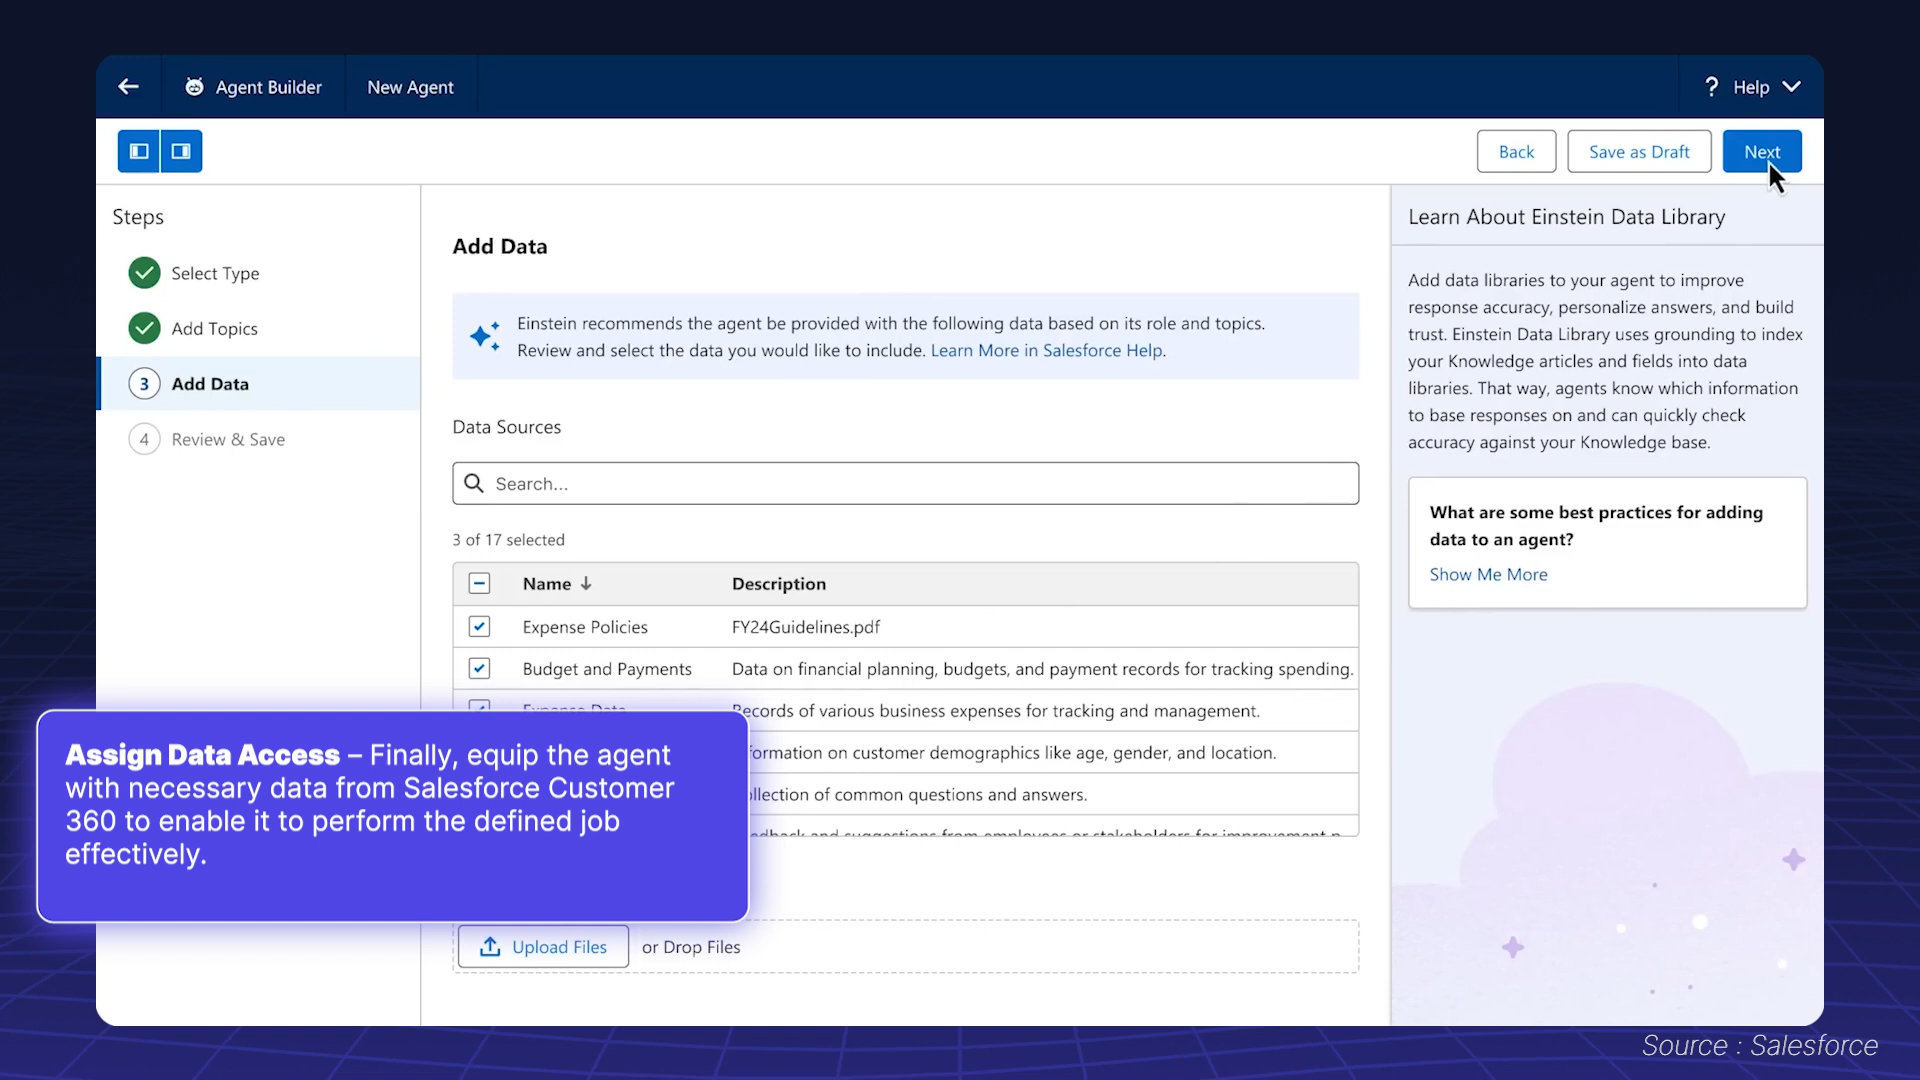 Agent Builder
New Agent
? Help
Back
Save as Draft
Next
Steps
Select Type
Add Topics
3 Add Data
4 Review & Save
Add Data
Einstein recommends the agent be provided with the following data based on its role and topics.
Review and select the data you would like to include. Learn More in Salesforce Help.
Data Sources
Search...
3 of 17 selected
Name Description
Expense Policies FY24Guidelines.pdf
Budget and Payments Data on financial planning, budgets, and payment records for tracking spending.
Expense Data Records of various business expenses for tracking and management.
on customer demographics like age, gender, and location.
of common questions and answers.
and suggestions from employees or stakeholders for improvement
Upload Files or Drop Files
Learn About Einstein Data Library
Add data libraries to your agent to improve
response accuracy, personalize answers, and build
trust. Einstein Data Library uses grounding to index
your Knowledge articles and fields into data
libraries. That way, agents know which information
to base responses on and can quickly check
accuracy against your Knowledge base.
What are some best practices for adding
data to an agent?
Show Me More
Assign Data Access – Finally, equip the agent
with necessary data from Salesforce Customer
360 to enable it to perform the defined job
effectively.
Source : Salesforce